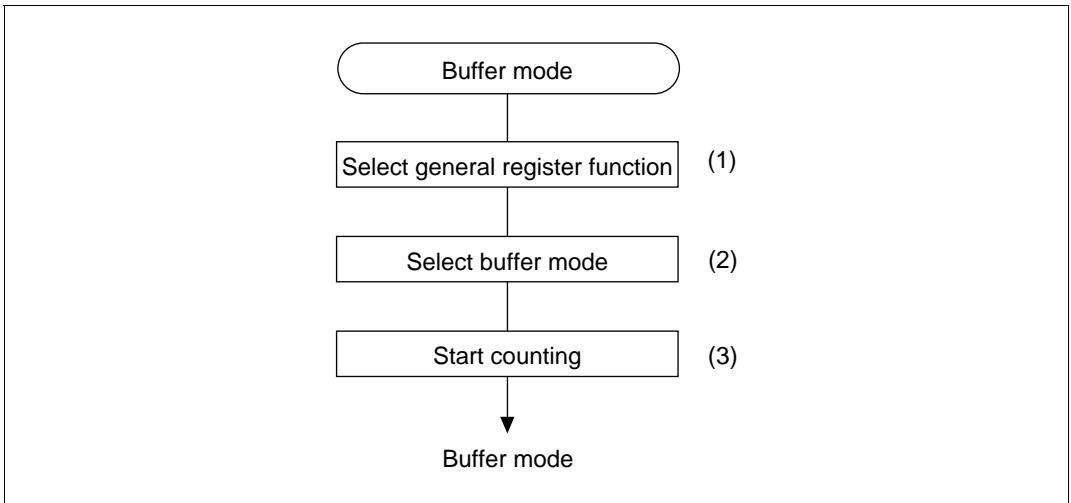 Buffer mode
Select general register function (1)
Select buffer mode (2)
Start counting (3)
Buffer mode